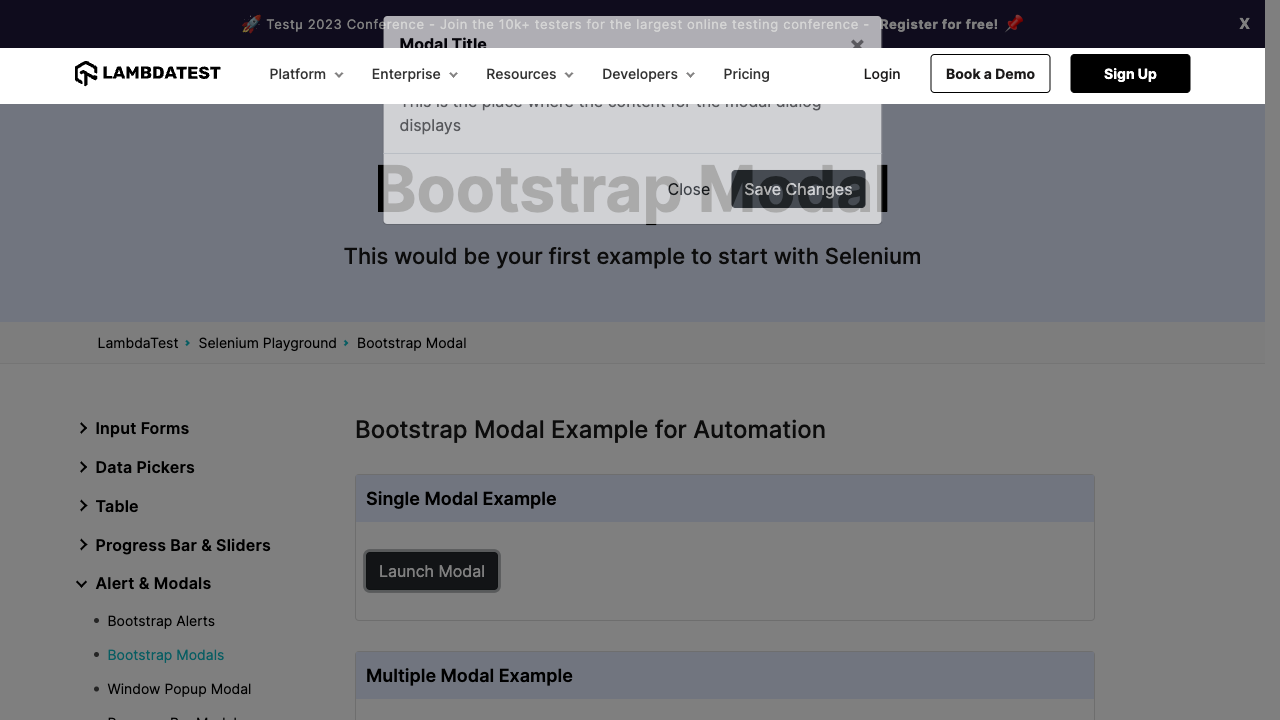 🚀 Testμ 2023 Conference - Join the 10k+ testers for the largest online testing conference - Register for free! 📌
X
Modal Title
×
LAMBDATEST
Platform
Enterprise
Resources
Developers
Pricing
Login
Book a Demo
Sign Up
This is the place where the content for the modal dialog
displays
Bootstrap Modal
Close
Save Changes
This would be your first example to start with Selenium
LambdaTest › Selenium Playground › Bootstrap Modal
Input Forms
Data Pickers
Table
Progress Bar & Sliders
Alert & Modals
Bootstrap Alerts
Bootstrap Modals
Window Popup Modal
Bootstrap Modal Example for Automation
Single Modal Example
Launch Modal
Multiple Modal Example